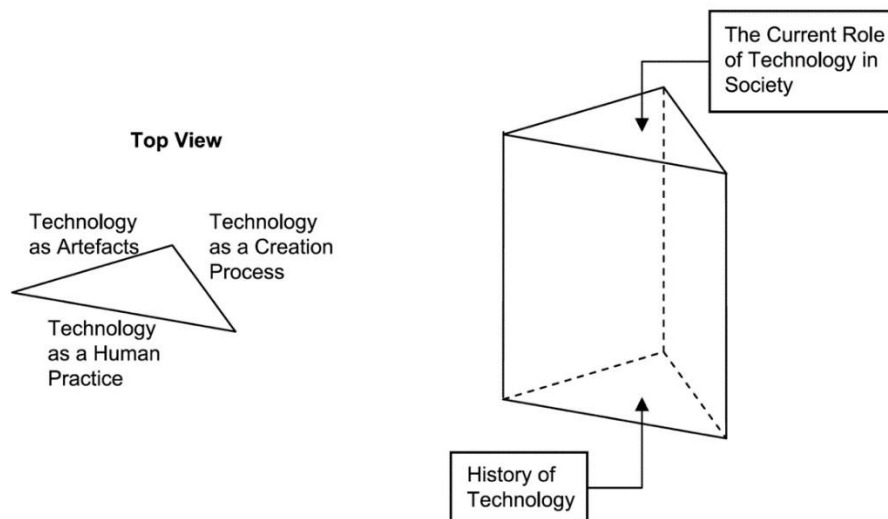 The Current Role
of Technology in
Society
Top View
Technology
as Artefacts
Technology
as a Creation
Process
Technology
as a Human
Practice
History of
Technology